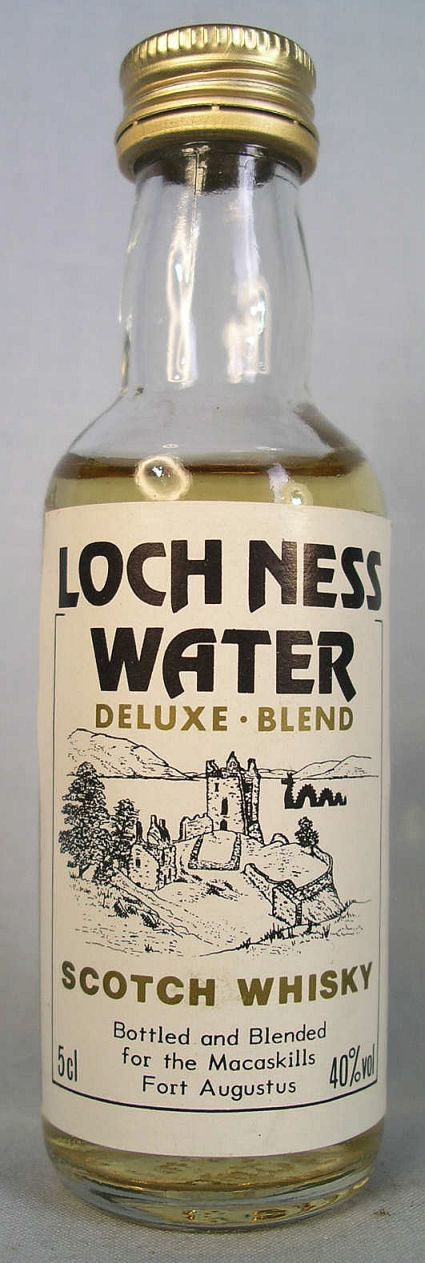 LOCH NESS
WATER
DELUXE · BLEND
SCOTCH WHISKY
Bottled and Blended
for the Macaskills
Fort Augustus
5cl
40%vol